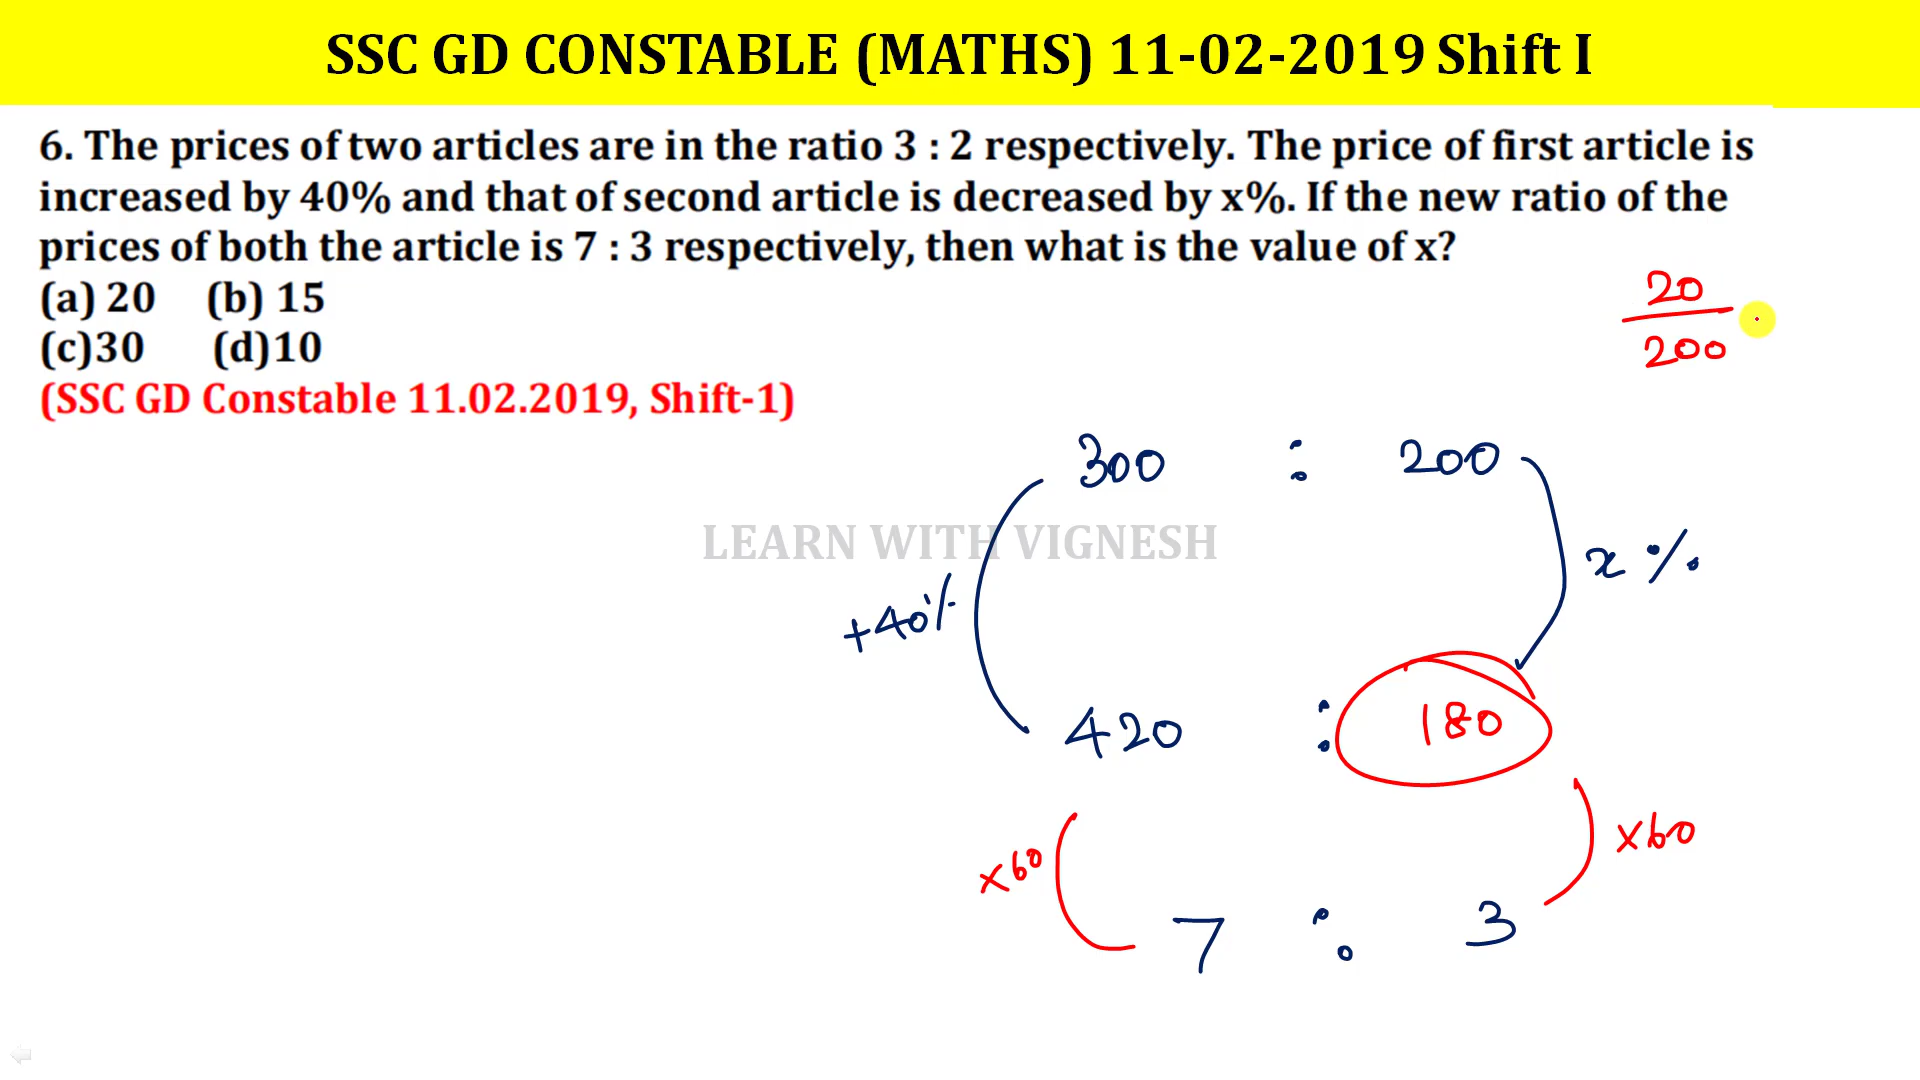 SSC GD CONSTABLE (MATHS) 11-02-2019 Shift I
6. The prices of two articles are in the ratio 3 : 2 respectively. The price of first article is
increased by 40% and that of second article is decreased by x%. If the new ratio of the
prices of both the article is 7 : 3 respectively, then what is the value of x?
(a) 20 (b) 15
(c)30 (d)10
(SSC GD Constable 11.02.2019, Shift-1)
20
200
300 : 200
LEARN WITH VIGNESH
x %
+40%
420 : 180
×60 ×60
7 : 3